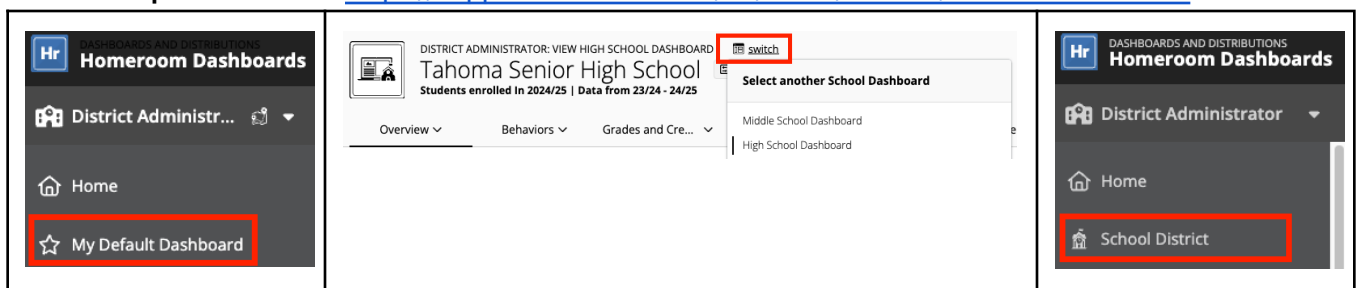 Hr
DASHBOARDS AND DISTRIBUTIONS
Homeroom Dashboards
District Administr...
Home
My Default Dashboard
DISTRICT ADMINISTRATOR: VIEW HIGH SCHOOL DASHBOARD switch
Tahoma Senior High School
Students enrolled In 2024/25 | Data from 23/24 - 24/25
Overview
Behaviors
Grades and Cre...
Select another School Dashboard
Middle School Dashboard
High School Dashboard
Hr
DASHBOARDS AND DISTRIBUTIONS
Homeroom Dashboards
District Administrator
Home
School District